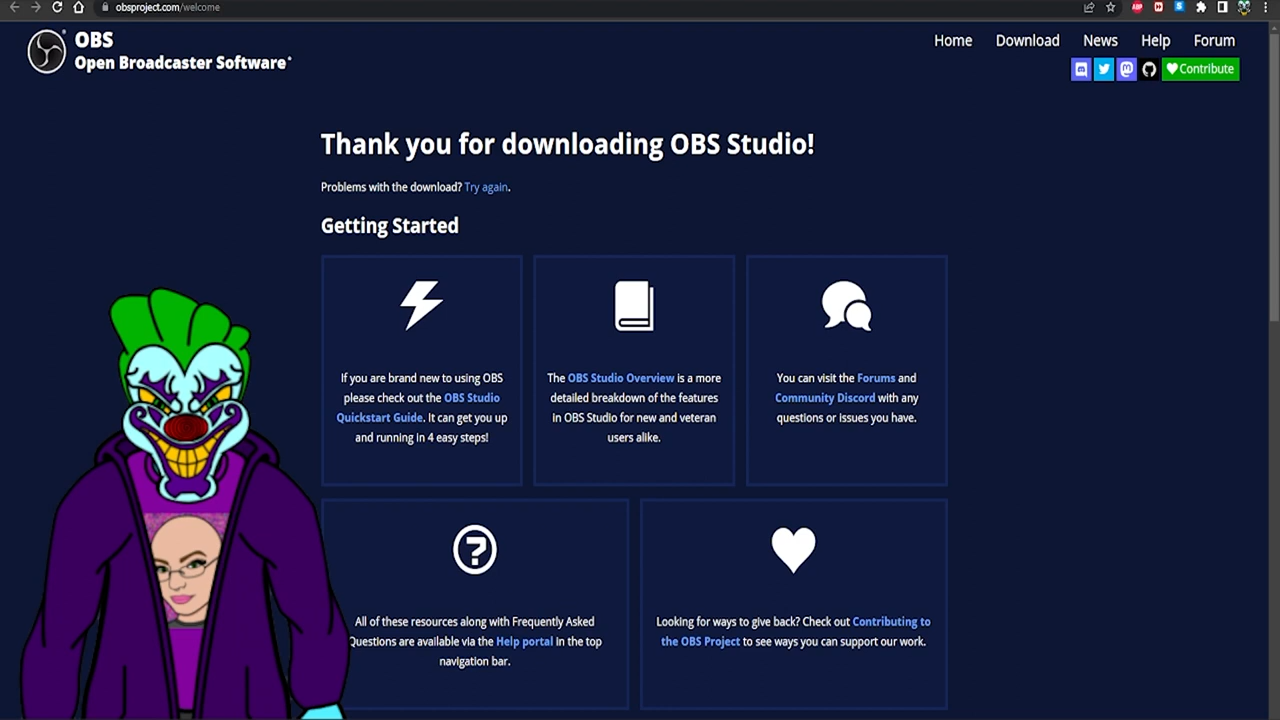 obsproject.com/welcome
OBS
Open Broadcaster Software
Home Download News Help Forum
Contribute
Thank you for downloading OBS Studio!
Problems with the download? Try again.
Getting Started
If you are brand new to using OBS
please check out the OBS Studio
Quickstart Guide. It can get you up
and running in 4 easy steps!
The OBS Studio Overview is a more
detailed breakdown of the features
in OBS Studio for new and veteran
users alike.
You can visit the Forums and
Community Discord with any
questions or issues you have.
All of these resources along with Frequently Asked
Questions are available via the Help portal in the top
navigation bar.
Looking for ways to give back? Check out Contributing to
the OBS Project to see ways you can support our work.